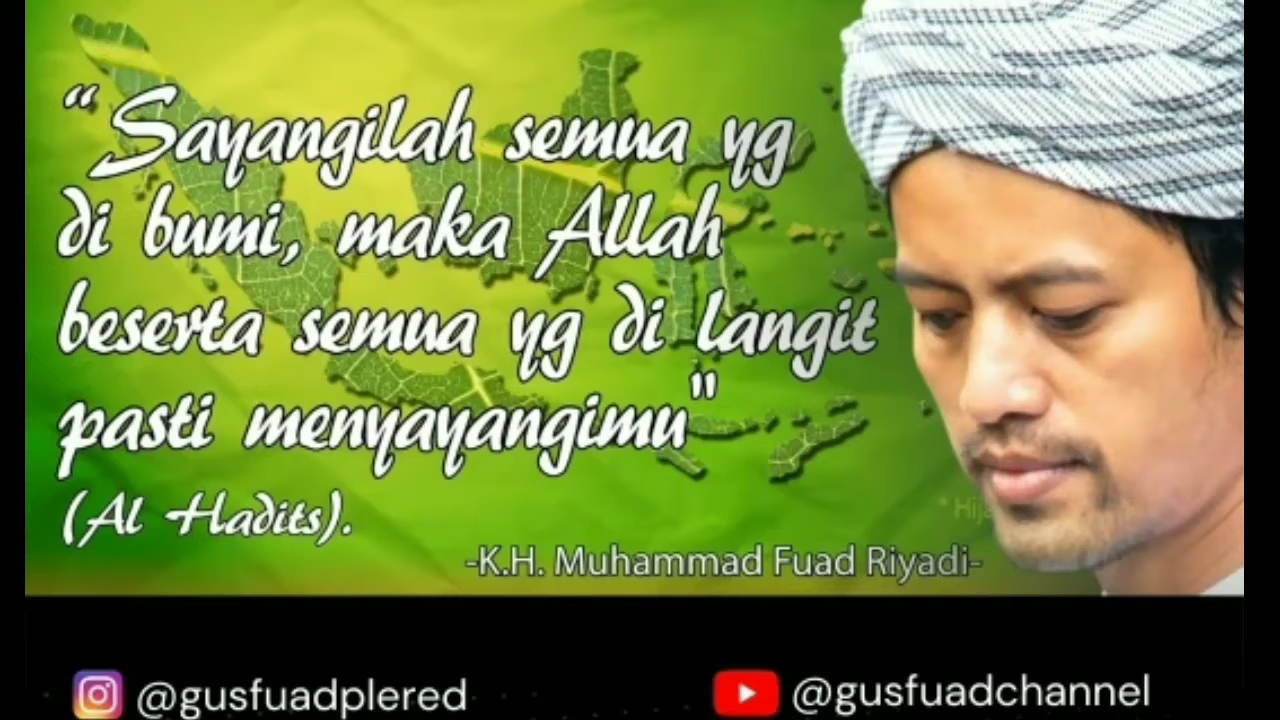 “Sayangilah semua yg
di bumi, maka Allah
beserta semua yg di langit
pasti menyayangimu"
(Al Hadits).
-K.H. Muhammad Fuad Riyadi-
@gusfuadplered
@gusfuadchannel